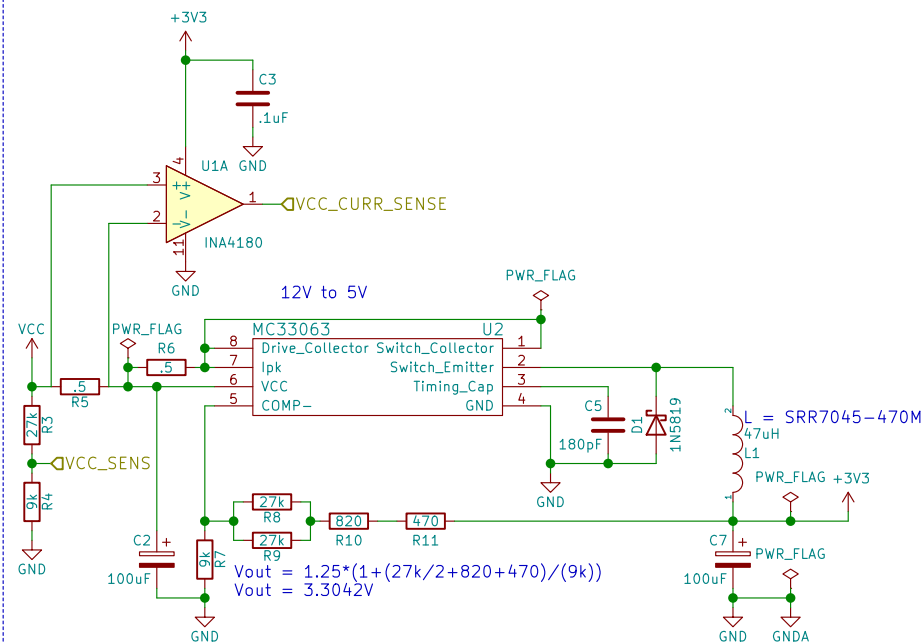 +3V3
C3
.1uF
GND
4
U1A
3
V+
+
1
VCC_CURR_SENSE
2
V-
-
11
INA4180
GND
12V to 5V
PWR_FLAG
VCC
PWR_FLAG
R6
.5
MC33063
U2
8
Drive_Collector
Switch_Collector
1
7
Ipk
Switch_Emitter
2
6
VCC
Timing_Cap
3
5
COMP-
GND
4
.5
R5
27k
R3
VCC_SENS
9k
R4
GND
C5
180pF
D1
1N5819
GND
2
L = SRR7045-470M
47uH
L1
1
PWR_FLAG
+3V3
27k
R8
27k
R9
820
R10
470
R11
C2
+
100uF
9k
R7
GND
Vout = 1.25*(1+(27k/2+820+470)/(9k))
Vout = 3.3042V
C7
+
100uF
PWR_FLAG
GND
GNDA